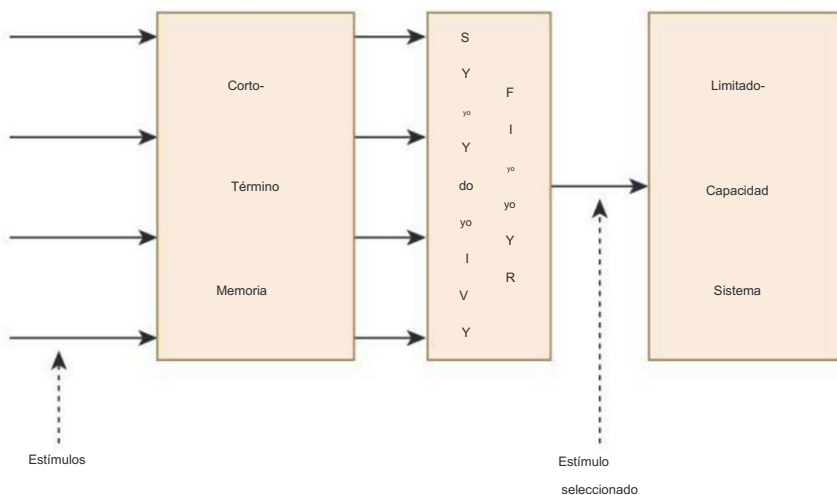 Corto-
Término
Memoria
S
Y
yo
Y
do
yo
I
V
Y
F
I
yo
yo
Y
R
Limitado-
Capacidad
Sistema
Estímulos
Estímulo
seleccionado